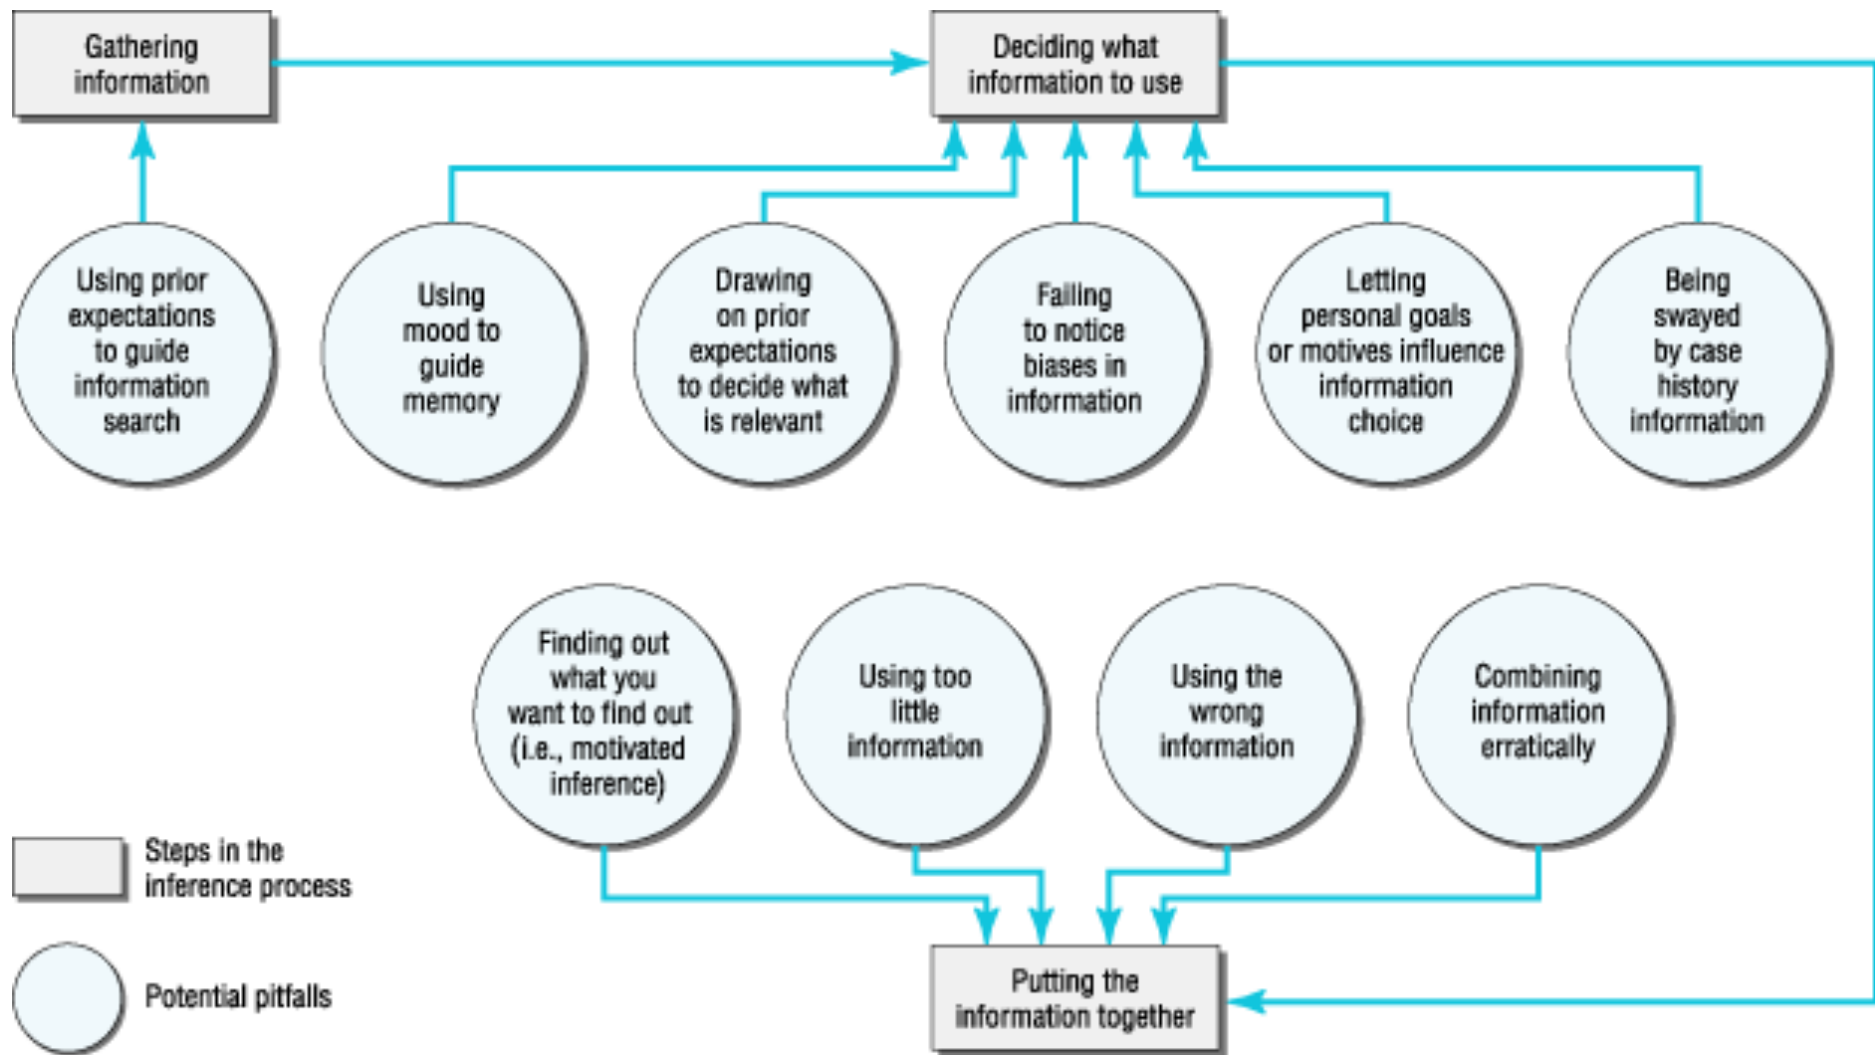 Gathering
information
Deciding what
information to use
Using prior
expectations
to guide
information
search
Using
mood to
guide
memory
Drawing
on prior
expectations
to decide what
is relevant
Failing
to notice
biases in
information
Letting
personal goals
or motives influence
information
choice
Being
swayed
by case
history
information
Finding out
what you
want to find out
(i.e., motivated
inference)
Using too
little
information
Using the
wrong
information
Combining
information
erratically
Steps in the
inference process
Potential pitfalls
Putting the
information together